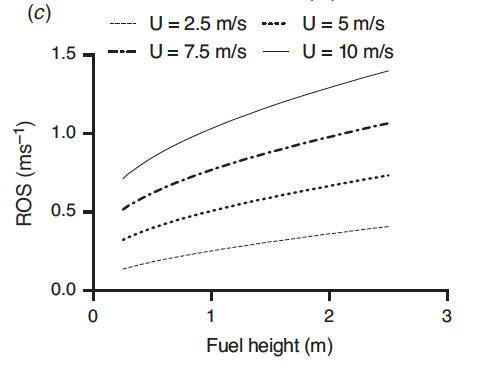 (c)
U = 2.5 m/s U = 5 m/s
U = 7.5 m/s U = 10 m/s
1.5
1.0
0.5
0.0
ROS (ms⁻¹)
0 1 2 3
Fuel height (m)